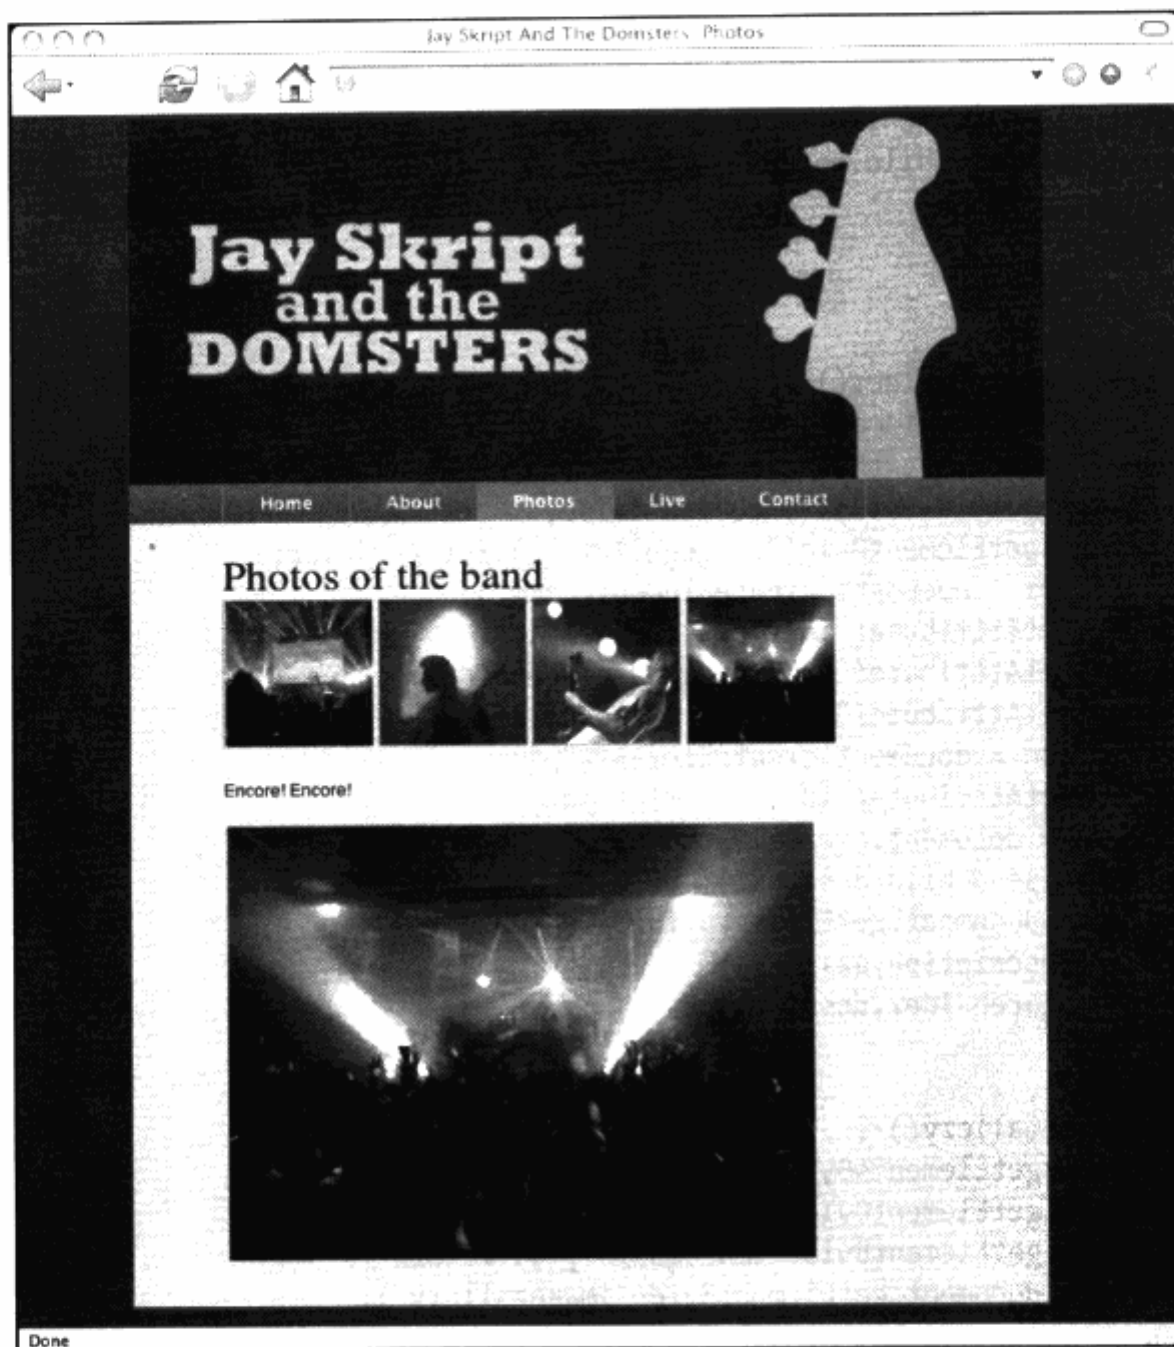 Jay Skript And The Domsters: Photos
Jay Skript
and the
DOMSTERS
Home About Photos Live Contact
Photos of the band
Encore! Encore!
Done